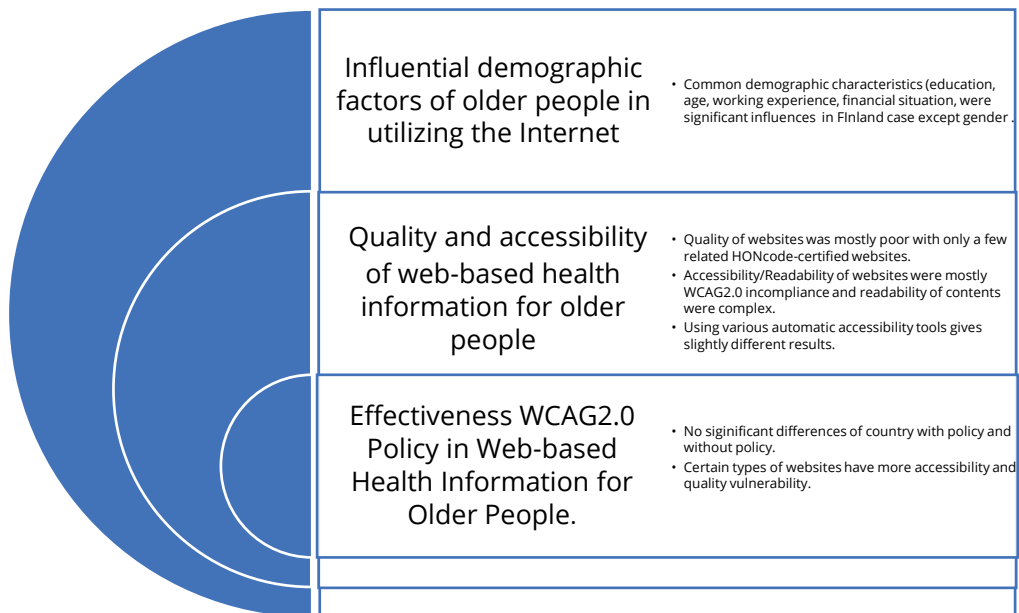 Influential demographic
factors of older people in
utilizing the Internet
• Common demographic characteristics (education,
age, working experience, financial situation, were
significant influences in FInland case except gender .
Quality and accessibility
of web-based health
information for older
people
• Quality of websites was mostly poor with only a few
related HONcode-certified websites.
• Accessibility/Readability of websites were mostly
WCAG2.0 incompliance and readability of contents
were complex.
• Using various automatic accessibility tools gives
slightly different results.
Effectiveness WCAG2.0
Policy in Web-based
Health Information for
Older People.
• No siginificant differences of country with policy and
without policy.
• Certain types of websites have more accessibility and
quality vulnerability.